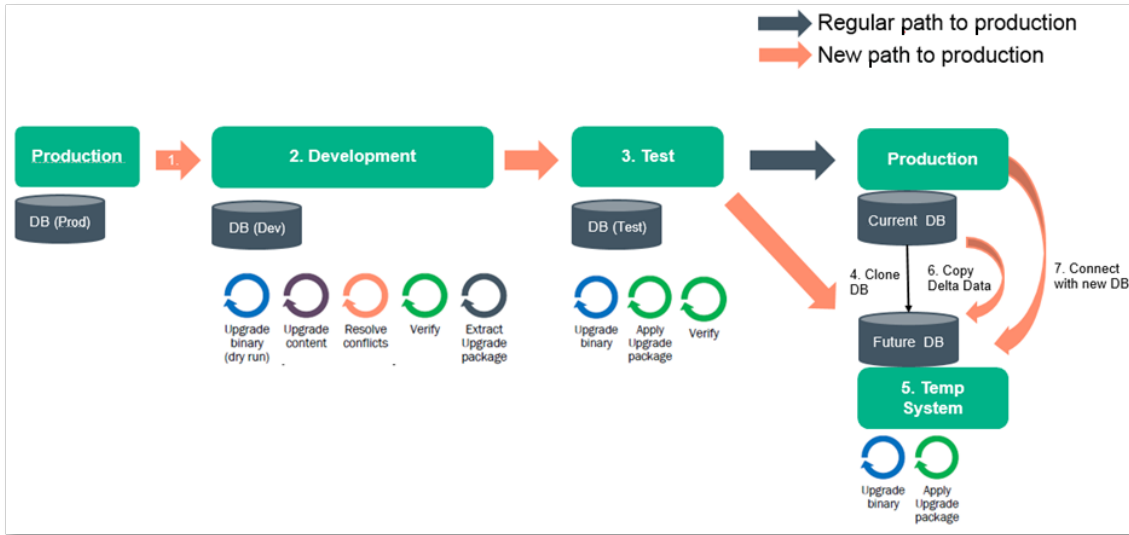 Regular path to production
New path to production
Production
1.
2. Development
3. Test
Production
DB (Prod)
DB (Dev)
DB (Test)
Current DB
4. Clone
DB
6. Copy
Delta Data
7. Connect
with new DB
Upgrade
binary
(dry run)
Upgrade
content
Resolve
conflicts
Verify
Extract
Upgrade
package
Upgrade
binary
Apply
Upgrade
package
Verify
Future DB
5. Temp
System
Upgrade
binary
Apply
Upgrade
package